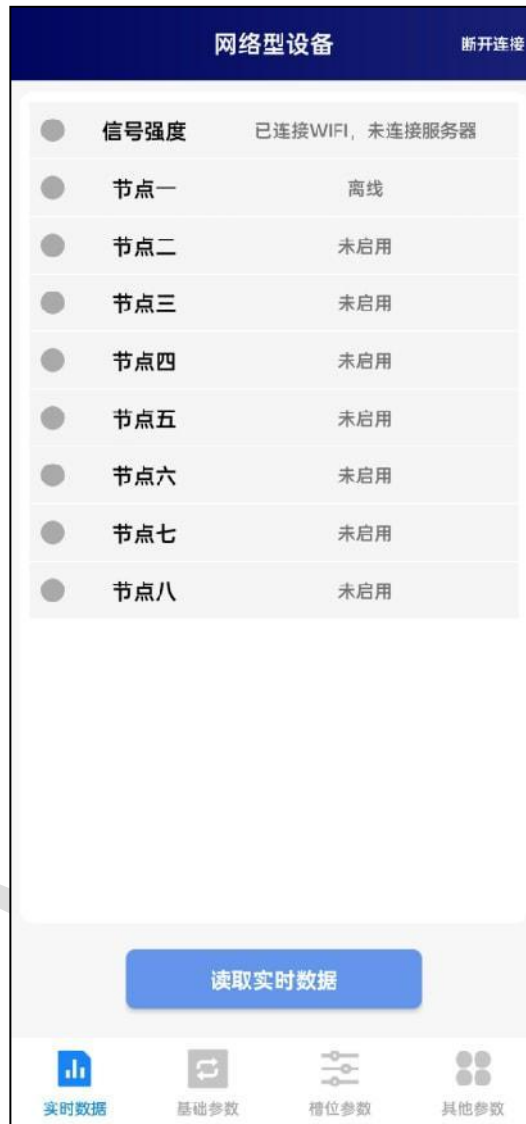 网络型设备 断开连接
信号强度 已连接WIFI，未连接服务器
节点一 离线
节点二 未启用
节点三 未启用
节点四 未启用
节点五 未启用
节点六 未启用
节点七 未启用
节点八 未启用
读取实时数据
实时数据 基础参数 槽位参数 其他参数